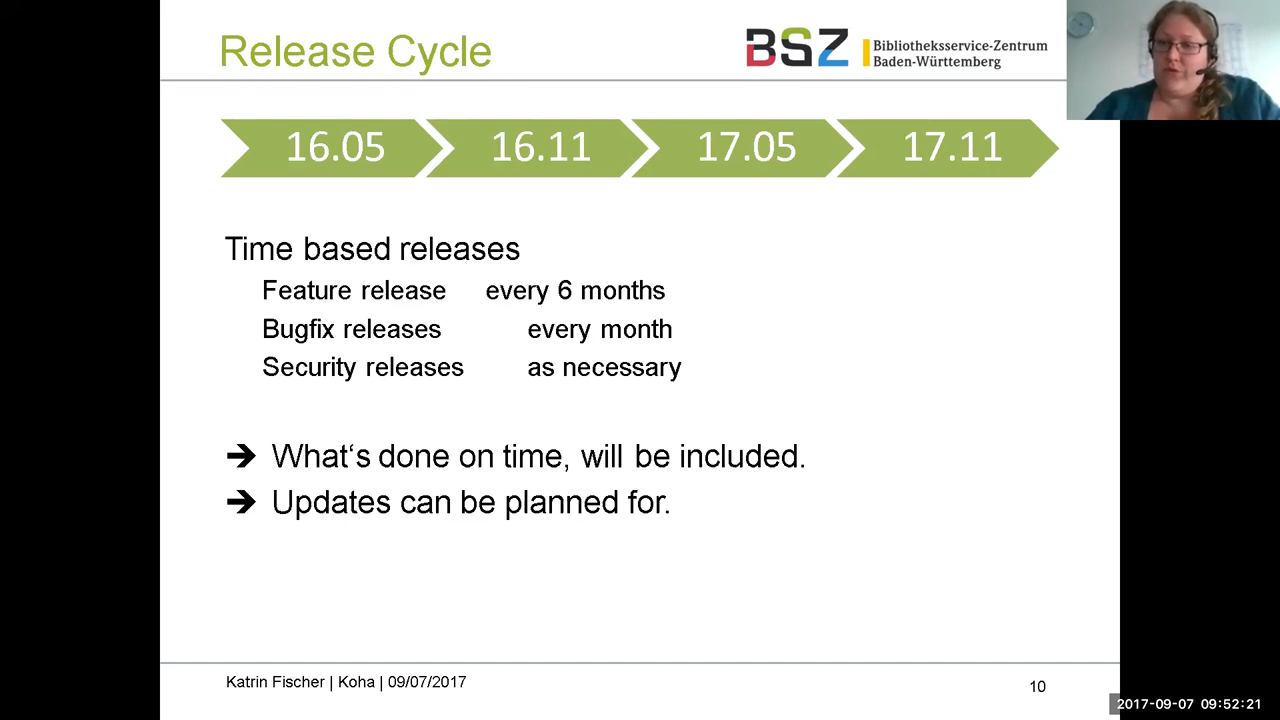 Release Cycle
BSZ Bibliotheksservice-Zentrum
Baden-Württemberg
16.05 16.11 17.05 17.11
Time based releases
Feature release every 6 months
Bugfix releases every month
Security releases as necessary
➔ What‘s done on time, will be included.
➔ Updates can be planned for.
Katrin Fischer | Koha | 09/07/2017
10
2017-09-07 09:52:21